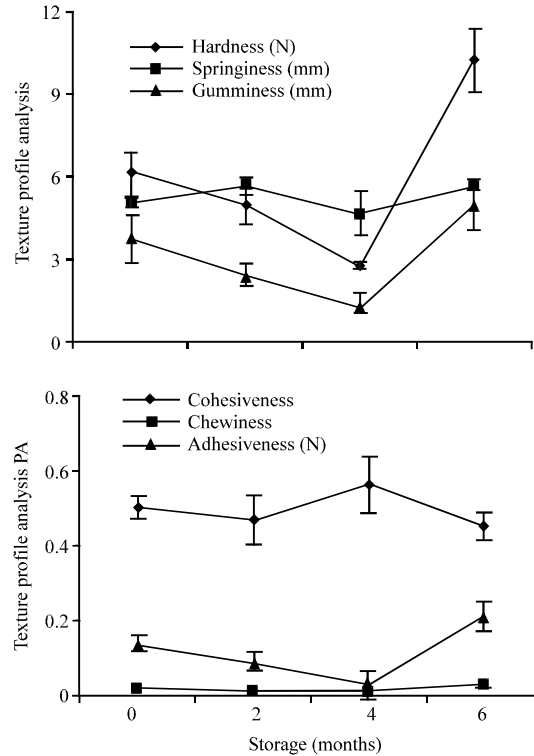 12
9
6
3
0
Texture profile analysis
Hardness (N)
Springiness (mm)
Gumminess (mm)
0.8
0.6
0.4
0.2
0
Texture profile analysis PA
Cohesiveness
Chewiness
Adhesiveness (N)
0 2 4 6
Storage (months)